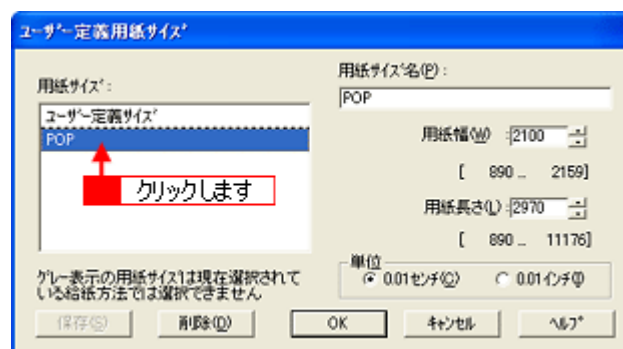 ユーザー定義用紙サイズ
用紙サイズ:
ユーザー定義サイズ
POP
クリックします
グレー表示の用紙サイズは現在選択されて
いる給紙方法では選択できません
用紙サイズ名(P):
POP
用紙幅(W) :2100
[ 890 .. 2159]
用紙長さ(L):2970
[ 890 .. 11176]
単位
0.01センチ(C) 0.01インチ(I)
保存(S) 削除(D) OK キャンセル ヘルプ